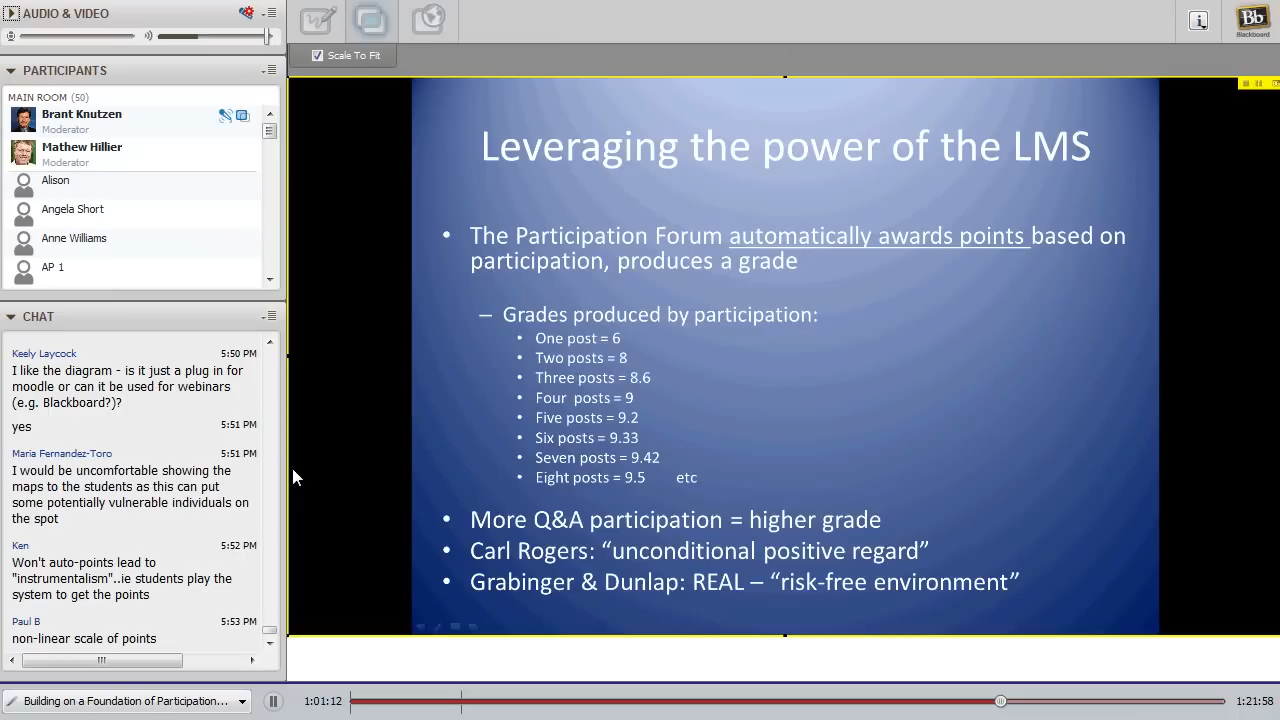 AUDIO & VIDEO
PARTICIPANTS
MAIN ROOM (50)
Brant Knutzen
Moderator
Mathew Hillier
Moderator
Alison
Angela Short
Anne Williams
AP 1
CHAT
Keely Laycock 5:50 PM
I like the diagram - is it just a plug in for
moodle or can it be used for webinars
(e.g. Blackboard?)?
yes 5:51 PM
Maria Fernandez-Toro 5:51 PM
I would be uncomfortable showing the
maps to the students as this can put
some potentially vulnerable individuals on
the spot
Ken 5:52 PM
Won't auto-points lead to
"instrumentalism"..ie students play the
system to get the points
Paul B 5:53 PM
non-linear scale of points
Building on a Foundation of Participation...
Scale To Fit
Bb
Blackboard
Leveraging the power of the LMS
• The Participation Forum automatically awards points based on
participation, produces a grade
– Grades produced by participation:
• One post = 6
• Two posts = 8
• Three posts = 8.6
• Four posts = 9
• Five posts = 9.2
• Six posts = 9.33
• Seven posts = 9.42
• Eight posts = 9.5 etc
• More Q&A participation = higher grade
• Carl Rogers: “unconditional positive regard”
• Grabinger & Dunlap: REAL – “risk-free environment”
1:01:12
1:21:58